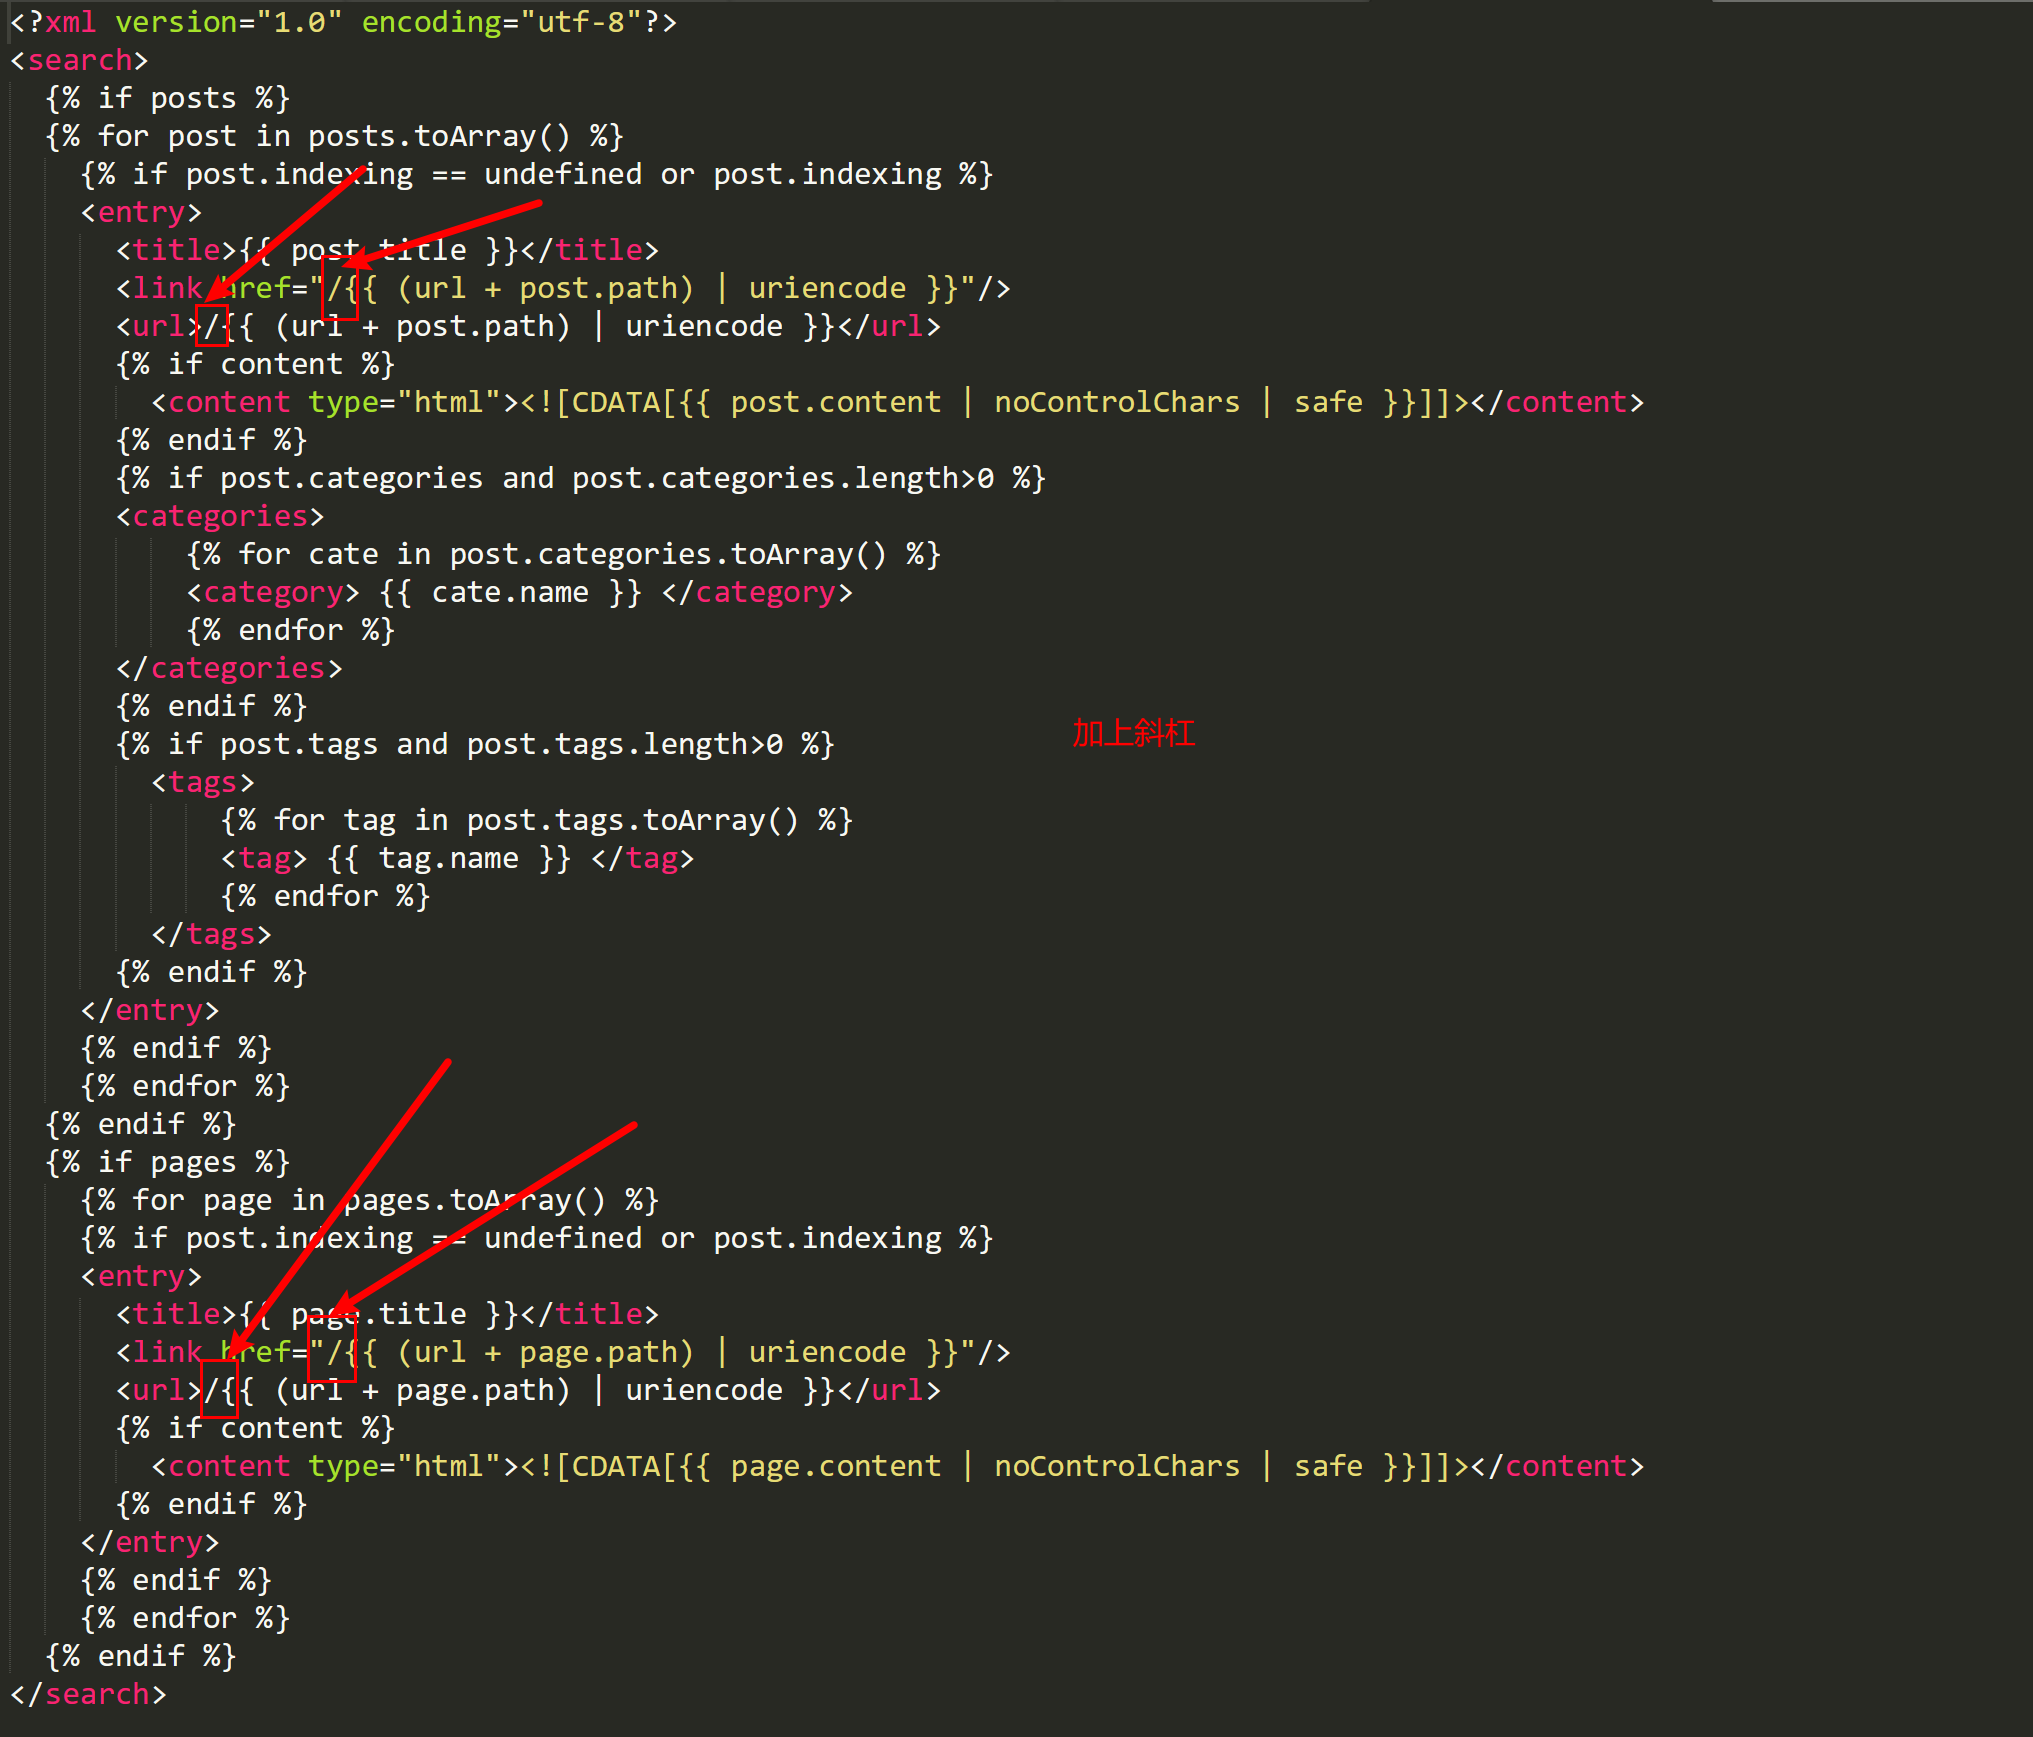 <?xml version="1.0" encoding="utf-8"?>
<search>
  {% if posts %}
  {% for post in posts.toArray() %}
    {% if post.indexing == undefined or post.indexing %}
    <entry>
      <title>{{ post.title }}</title>
      <link href="/{{ (url + post.path) | uriencode }}"/>
      <url>/{{ (url + post.path) | uriencode }}</url>
      {% if content %}
        <content type="html"><![CDATA[{{ post.content | noControlChars | safe }}]]></content>
      {% endif %}
      {% if post.categories and post.categories.length>0 %}
      <categories>
          {% for cate in post.categories.toArray() %}
          <category> {{ cate.name }} </category>
          {% endfor %}
      </categories>
      {% endif %}
      {% if post.tags and post.tags.length>0 %}
加上斜杠
        <tags>
            {% for tag in post.tags.toArray() %}
            <tag> {{ tag.name }} </tag>
            {% endfor %}
        </tags>
      {% endif %}
    </entry>
    {% endif %}
    {% endfor %}
  {% endif %}
  {% if pages %}
    {% for page in pages.toArray() %}
    {% if post.indexing == undefined or post.indexing %}
    <entry>
      <title>{{ page.title }}</title>
      <link href="/{{ (url + page.path) | uriencode }}"/>
      <url>/{{ (url + page.path) | uriencode }}</url>
      {% if content %}
        <content type="html"><![CDATA[{{ page.content | noControlChars | safe }}]]></content>
      {% endif %}
    </entry>
    {% endif %}
    {% endfor %}
  {% endif %}
</search>